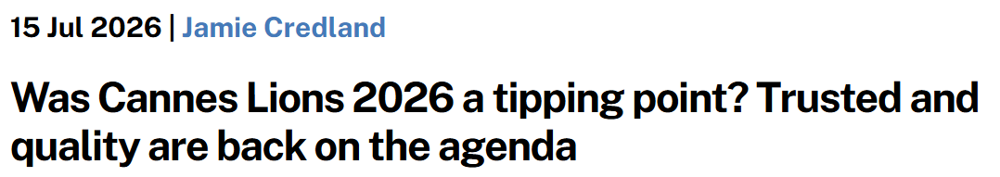 15 Jul 2026 | Jamie Credland
Was Cannes Lions 2026 a tipping point? Trusted and
quality are back on the agenda